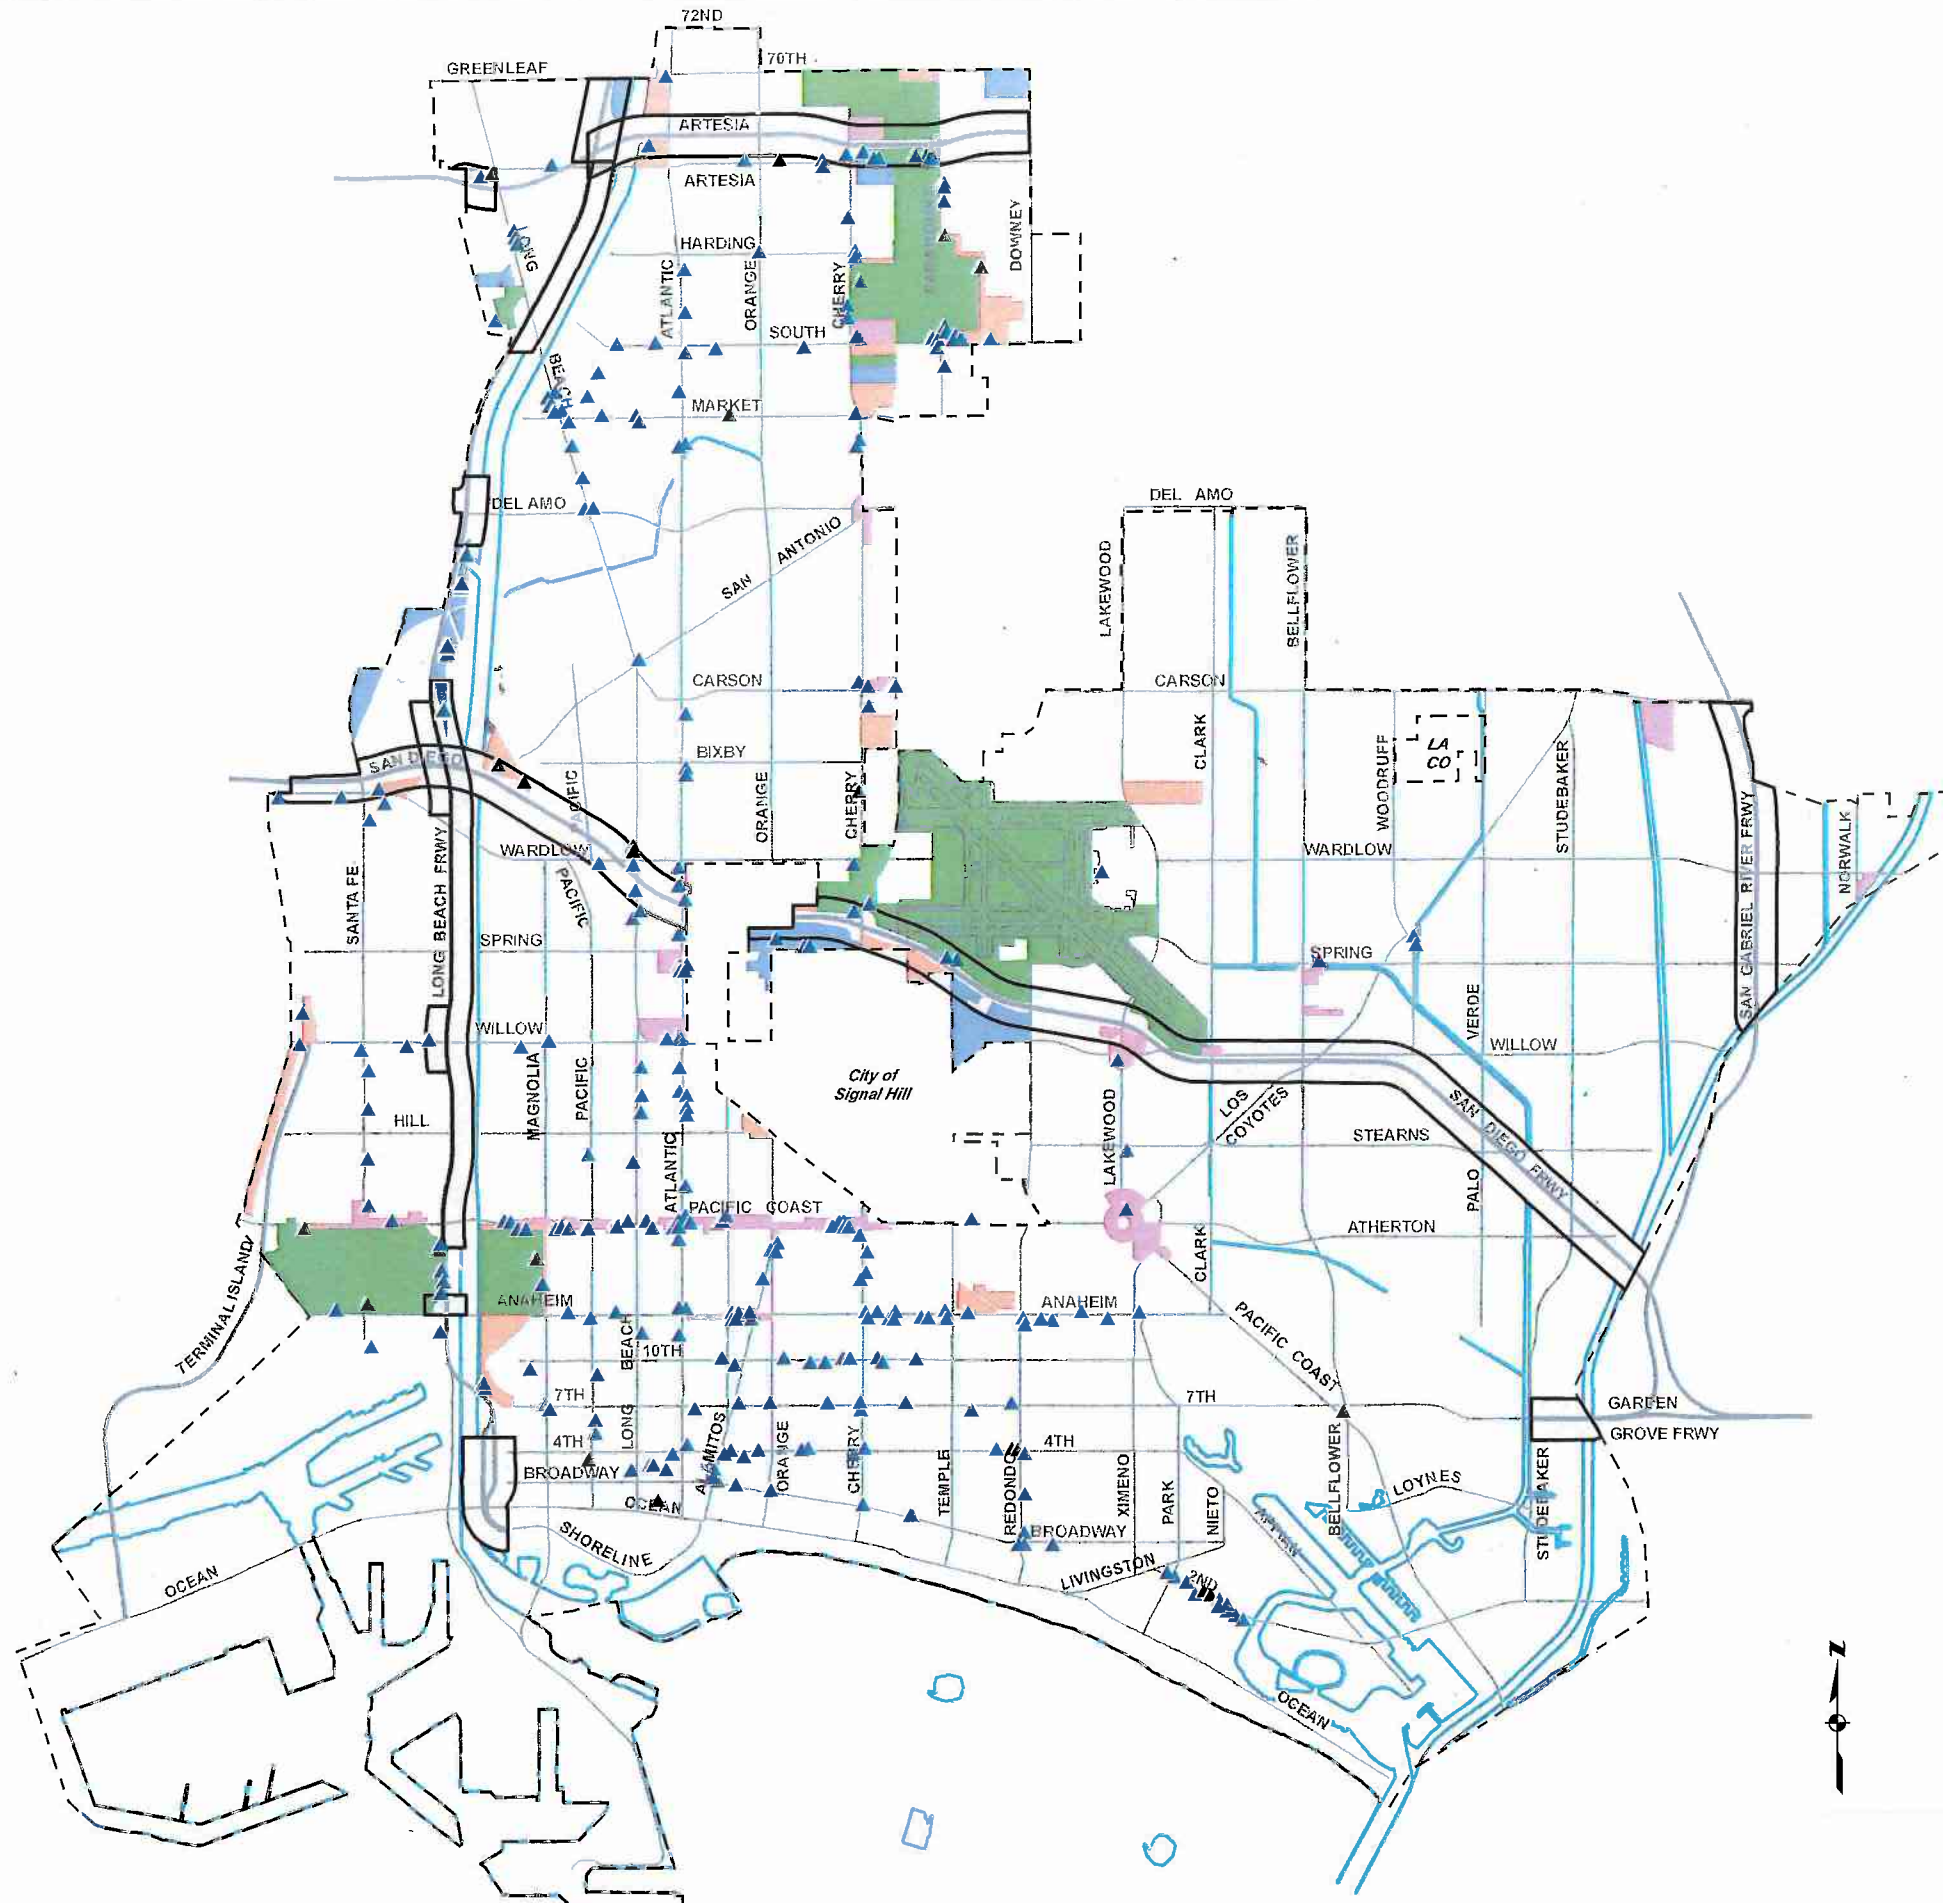 72ND
70TH
GREENLEAF
ARTESIA
ARTESIA
HARDING
LONG
ATLANTIC
ORANGE
CHERRY
DOWNEY
SOUTH
BEACH
MARKET
DEL AMO
DEL AMO
SAN ANTONIO
LAKEWOOD
BELLFLOWER
CARSON
CARSON
BIXBY
SAN DIEGO
CLARK
WOODRUFF
LA
CO
STUDEBAKER
PACIFIC
ORANGE
CHERRY
WARDLOW
WARDLOW
NORWALK
SAN GABRIEL RIVER FRWY
SANTA FE
LONG BEACH FRWY
PACIFIC
SPRING
SPRING
WILLOW
WILLOW
VERDE
MAGNOLIA
PACIFIC
City of
Signal Hill
HILL
LAKEWOOD
LOS
COYOTES
SAN DIEGO FRWY
STEARNS
ATLANTIC
PALO
PACIFIC COAST
ATHERTON
CLARK
TERMINAL ISLAND/
ANAHEIM
ANAHEIM
LONG BEACH
10TH
PACIFIC COAST
7TH
7TH
GARDEN
GROVE FRWY
ALAMITOS
ORANGE
CHERRY
4TH
4TH
TEMPLE
REDONDO
XIMENO
PARK
NIETO
BELLFLOWER
LOYNES
STUDEBAKER
BROADWAY
OCEAN
SHORELINE
BROADWAY
APPIAN
LIVINGSTON
2ND
OCEAN
OCEAN
N